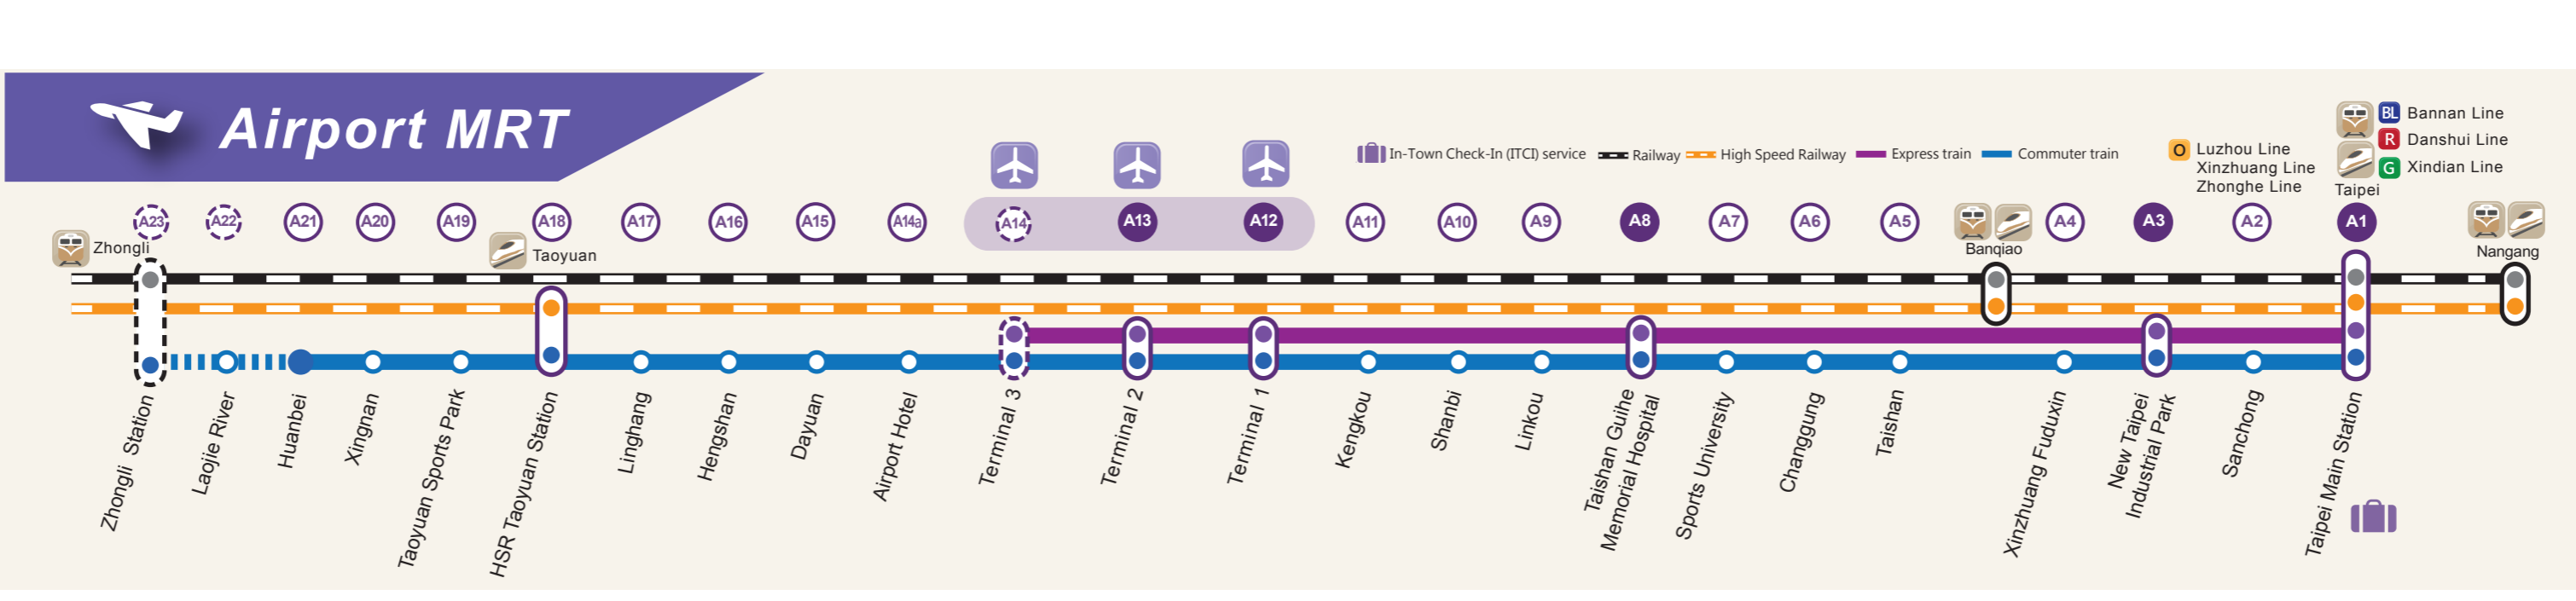 Airport MRT
In-Town Check-In (ITCI) service
Railway
High Speed Railway
Express train
Commuter train
O
Luzhou Line
Xinzhuang Line
Zhonghe Line
BL Bannan Line
R Danshui Line
G Xindian Line
Taipei
A23 A22 A21 A20 A19 A18 A17 A16 A15 A14a A14 A13 A12 A11 A10 A9 A8 A7 A6 A5 A4 A3 A2 A1
Zhongli
Taoyuan
Banqiao
Nangang
Zhongli Station
Laojie River
Huanbei
Xingnan
Taoyuan Sports Park
HSR Taoyuan Station
Linghang
Hengshan
Dayuan
Airport Hotel
Terminal 3
Terminal 2
Terminal 1
Kengkou
Shanbi
Linkou
Taishan Guihe
Memorial Hospital
Sports University
Changgung
Taishan
Xinzhuang Fuduxin
New Taipei
Industrial Park
Sanchong
Taipei Main Station